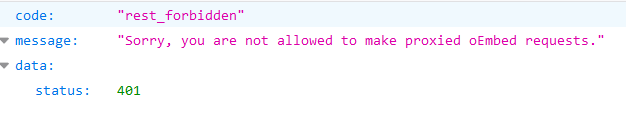 code: "rest_forbidden"
message: "Sorry, you are not allowed to make proxied oEmbed requests."
data:
status: 401